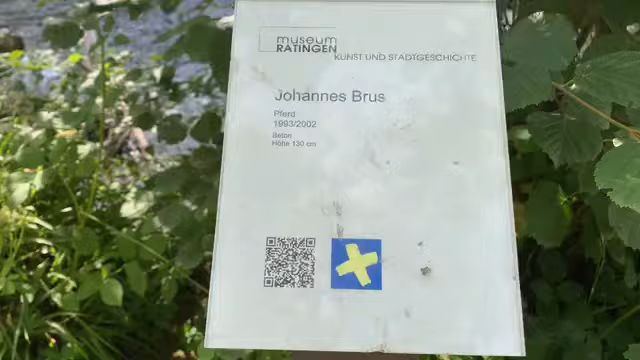 museum
RATINGEN
KUNST UND STADTGESCHICHTE
Johannes Brus
Pferd
1993/2002
Beton
Höhe 130 cm